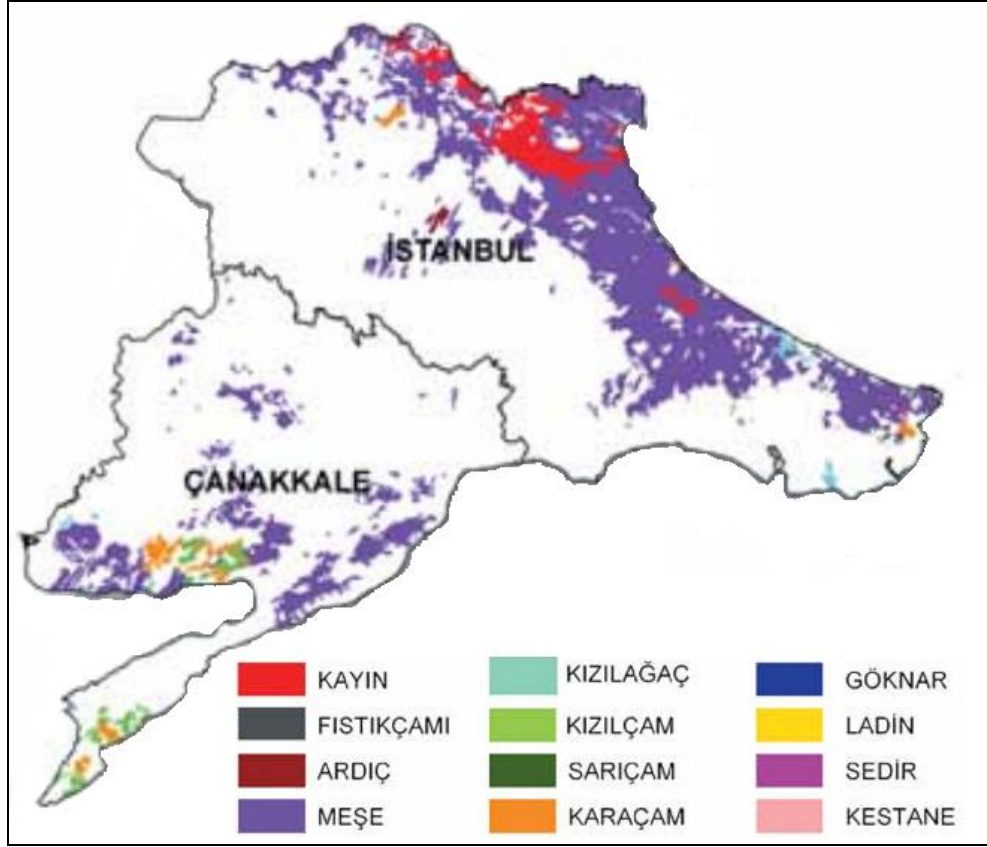 İSTANBUL
ÇANAKKALE
KAYIN
FISTIKÇAMI
ARDIÇ
MEŞE
KIZILAĞAÇ
KIZILÇAM
SARIÇAM
KARAÇAM
GÖKNAR
LADİN
SEDİR
KESTANE